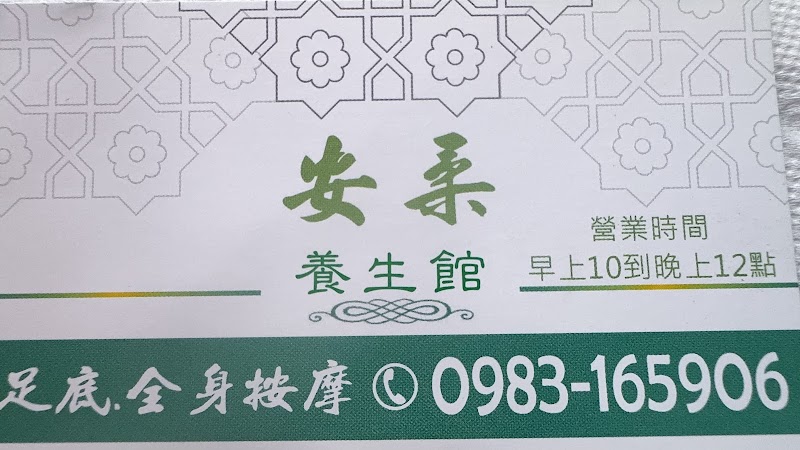 安柔
養生館
營業時間
早上10到晚上12點
足底.全身按摩 0983-165906